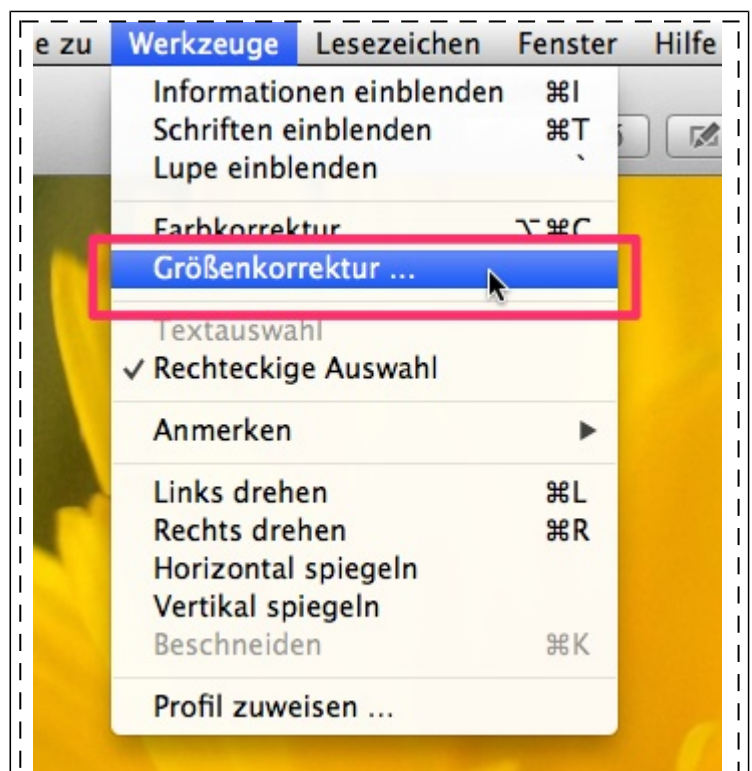 e zu Werkzeuge Lesezeichen Fenster Hilfe
Informationen einblenden ⌘I
Schriften einblenden ⌘T
Lupe einblenden `
Farbkorrektur ⌥⌘C
Größenkorrektur ...
Textauswahl
✓ Rechteckige Auswahl
Anmerken ▶
Links drehen ⌘L
Rechts drehen ⌘R
Horizontal spiegeln
Vertikal spiegeln
Beschneiden ⌘K
Profil zuweisen ...